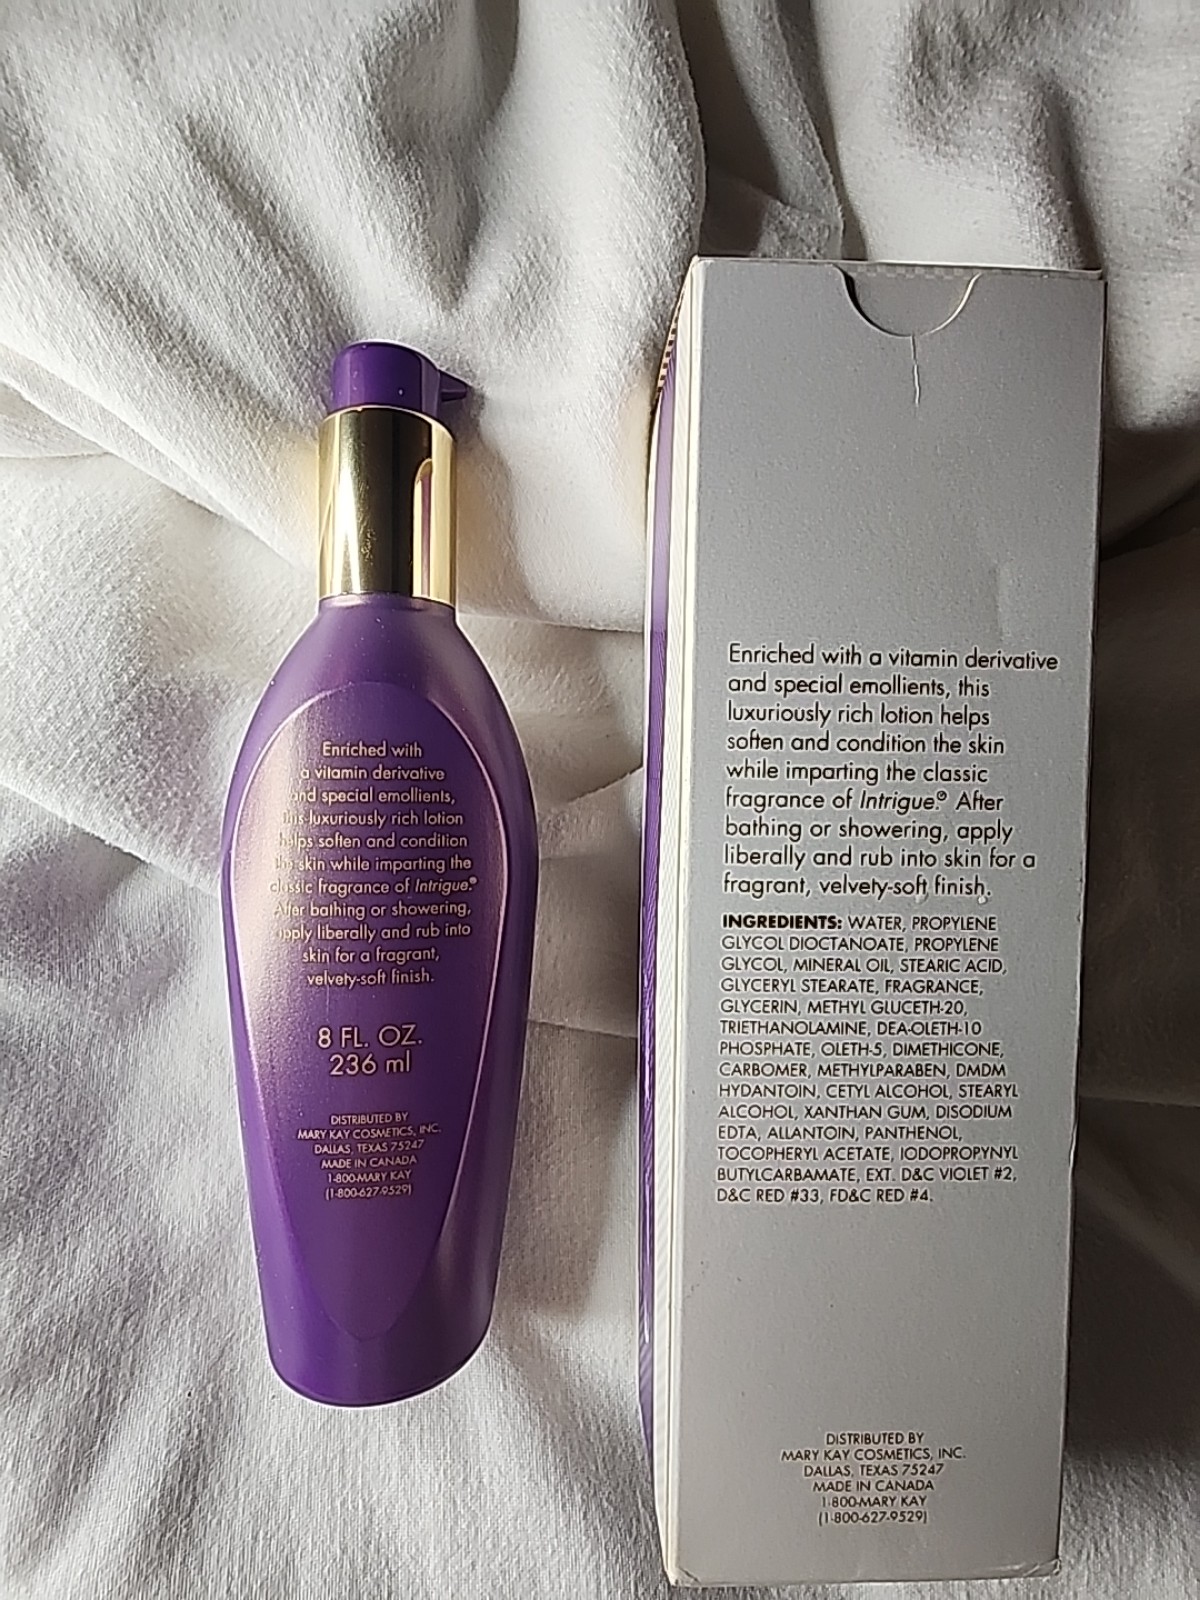 Enriched with
a vitamin derivative
and special emollients,
this luxuriously rich lotion
helps soften and condition
the skin while imparting the
classic fragrance of Intrigue.®
After bathing or showering,
apply liberally and rub into
skin for a fragrant,
velvety-soft finish.
8 FL. OZ.
236 ml
DISTRIBUTED BY
MARY KAY COSMETICS, INC.
DALLAS, TEXAS 75247
MADE IN CANADA
1-800-MARY KAY
(1-800-627-9529)
Enriched with a vitamin derivative
and special emollients, this
luxuriously rich lotion helps
soften and condition the skin
while imparting the classic
fragrance of Intrigue.® After
bathing or showering, apply
liberally and rub into skin for a
fragrant, velvety-soft finish.
INGREDIENTS: WATER, PROPYLENE
GLYCOL DIOCTANOATE, PROPYLENE
GLYCOL, MINERAL OIL, STEARIC ACID,
GLYCERYL STEARATE, FRAGRANCE,
GLYCERIN, METHYL GLUCETH-20,
TRIETHANOLAMINE, DEA-OLETH-10
PHOSPHATE, OLETH-5, DIMETHICONE,
CARBOMER, METHYLPARABEN, DMDM
HYDANTOIN, CETYL ALCOHOL, STEARYL
ALCOHOL, XANTHAN GUM, DISODIUM
EDTA, ALLANTOIN, PANTHENOL,
TOCOPHERYL ACETATE, IODOPROPYNYL
BUTYLCARBAMATE, EXT. D&C VIOLET #2,
D&C RED #33, FD&C RED #4.
DISTRIBUTED BY
MARY KAY COSMETICS, INC.
DALLAS, TEXAS 75247
MADE IN CANADA
1-800-MARY KAY
(1-800-627-9529)